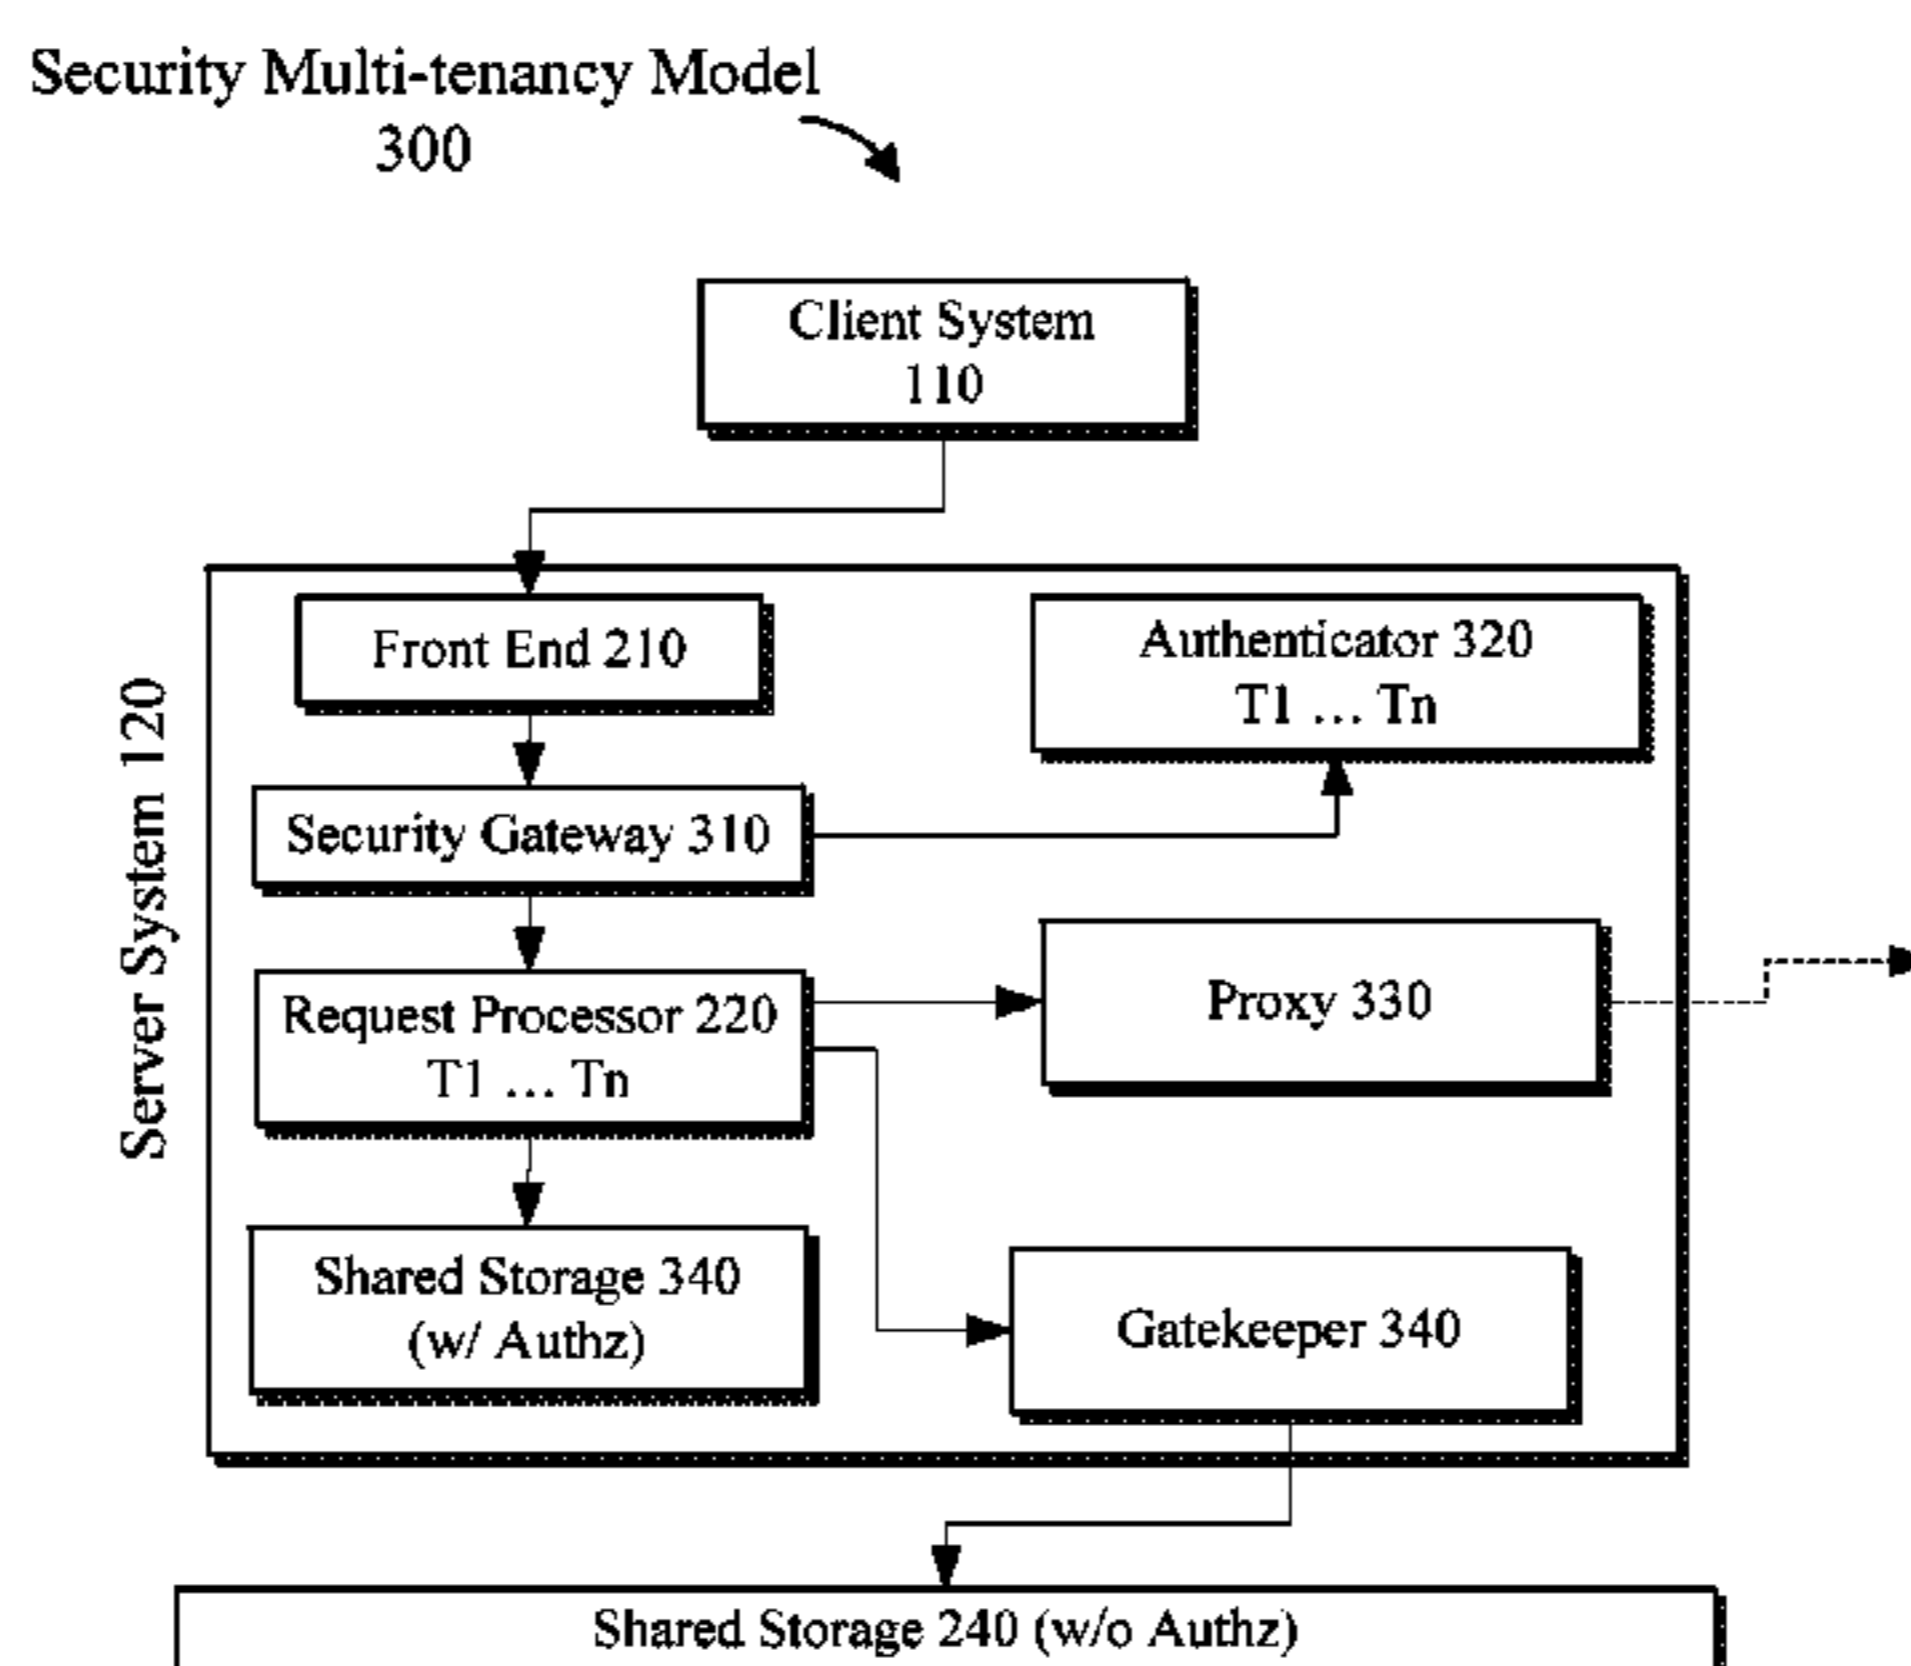 Security Multi-tenancy Model
300
Client System
110
Server System 120
Front End 210
Authenticator 320
T1 ... Tn
Security Gateway 310
Request Processor 220
T1 ... Tn
Proxy 330
Shared Storage 340
(w/ Authz)
Gatekeeper 340
Shared Storage 240 (w/o Authz)